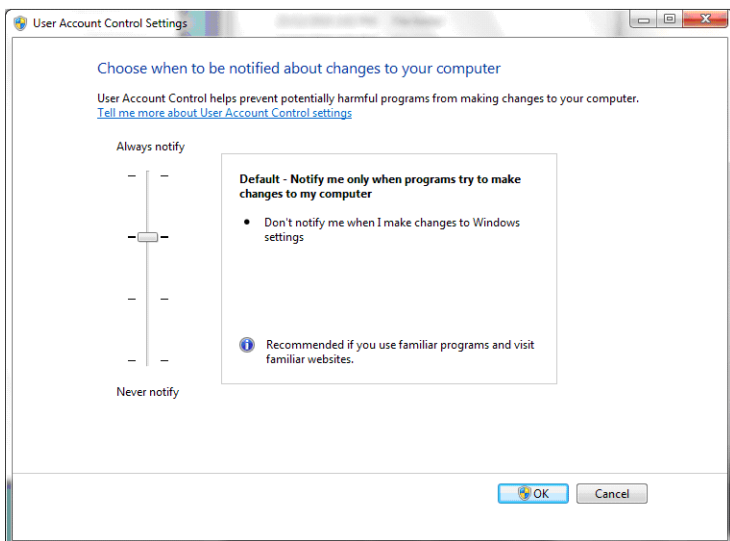 User Account Control Settings
Choose when to be notified about changes to your computer
User Account Control helps prevent potentially harmful programs from making changes to your computer.
Tell me more about User Account Control settings
Always notify
Default - Notify me only when programs try to make
changes to my computer
• Don't notify me when I make changes to Windows
settings
Recommended if you use familiar programs and visit
familiar websites.
Never notify
OK Cancel